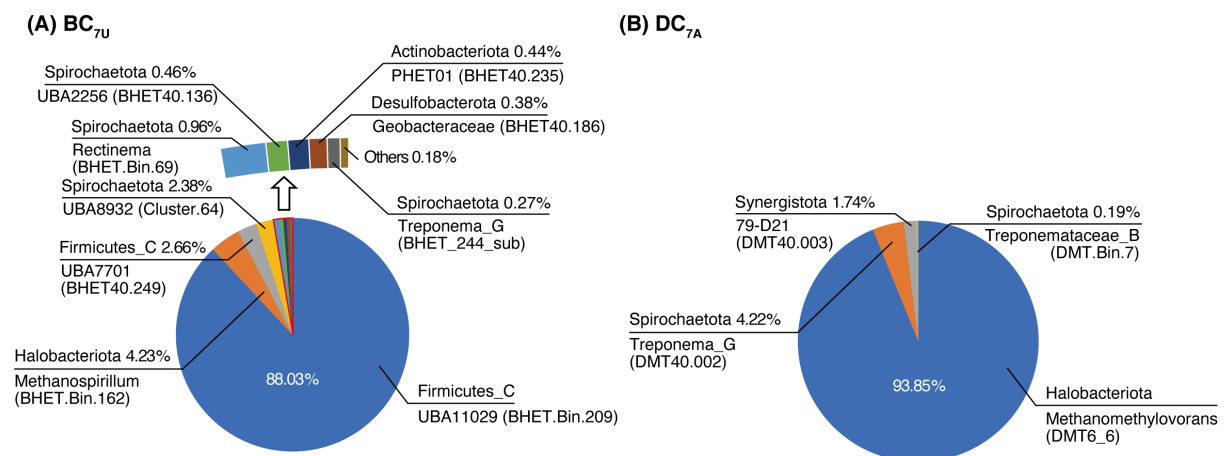 (A) BC7U
Actinobacteriota 0.44%
PHET01 (BHET40.235)
Spirochaetota 0.46%
UBA2256 (BHET40.136)
Desulfobacterota 0.38%
Geobacteraceae (BHET40.186)
Spirochaetota 0.96%
Rectinema
(BHET.Bin.69)
Others 0.18%
Spirochaetota 2.38%
UBA8932 (Cluster.64)
Spirochaetota 0.27%
Treponema_G
(BHET_244_sub)
Firmicutes_C 2.66%
UBA7701
(BHET40.249)
Halobacteriota 4.23%
Methanospirillum
(BHET.Bin.162)
88.03%
Firmicutes_C
UBA11029 (BHET.Bin.209)
(B) DC7A
Synergistota 1.74%
79-D21
(DMT40.003)
Spirochaetota 0.19%
Treponemataceae_B
(DMT.Bin.7)
Spirochaetota 4.22%
Treponema_G
(DMT40.002)
93.85%
Halobacteriota
Methanomethylovorans
(DMT6_6)